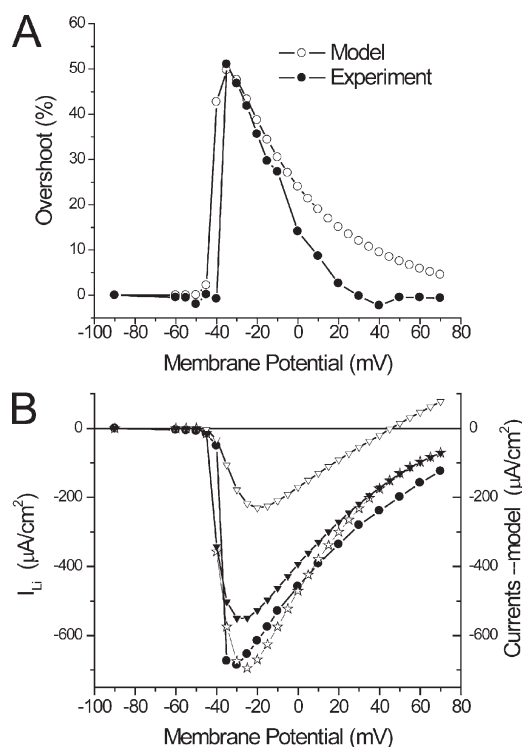 A
60
50
40
30
20
10
0
Overshoot (%)
Model
Experiment
-100 -80 -60 -40 -20 0 20 40 60 80
Membrane Potential (mV)
B
0
-200
-400
-600
I Li (µA/cm²)
0
-200
-400
-600
Currents --model (µA/cm²)
-100 -80 -60 -40 -20 0 20 40 60 80
Membrane Potential (mV)